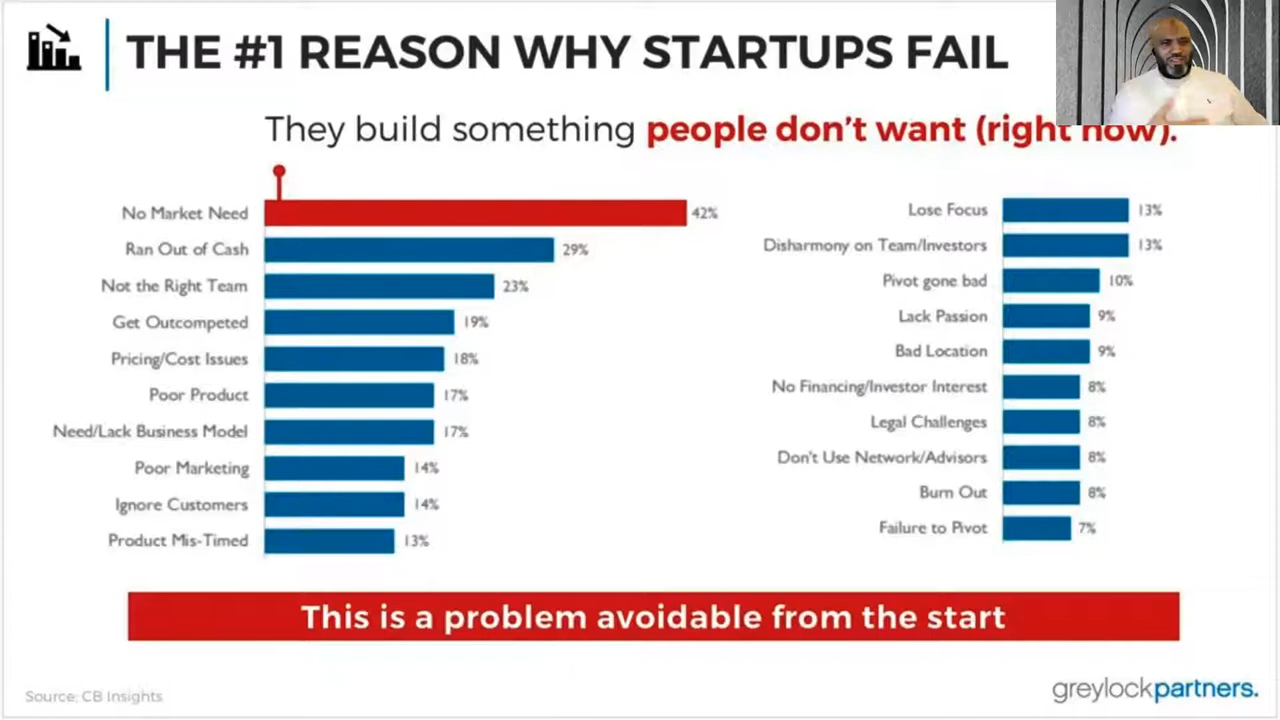 THE #1 REASON WHY STARTUPS FAIL
They build something people don't want (right now).
No Market Need 42%
Ran Out of Cash 29%
Not the Right Team 23%
Get Outcompeted 19%
Pricing/Cost Issues 18%
Poor Product 17%
Need/Lack Business Model 17%
Poor Marketing 14%
Ignore Customers 14%
Product Mis-Timed 13%
Lose Focus 13%
Disharmony on Team/Investors 13%
Pivot gone bad 10%
Lack Passion 9%
Bad Location 9%
No Financing/Investor Interest 8%
Legal Challenges 8%
Don't Use Network/Advisors 8%
Burn Out 8%
Failure to Pivot 7%
This is a problem avoidable from the start
Source: CB Insights
greylockpartners.